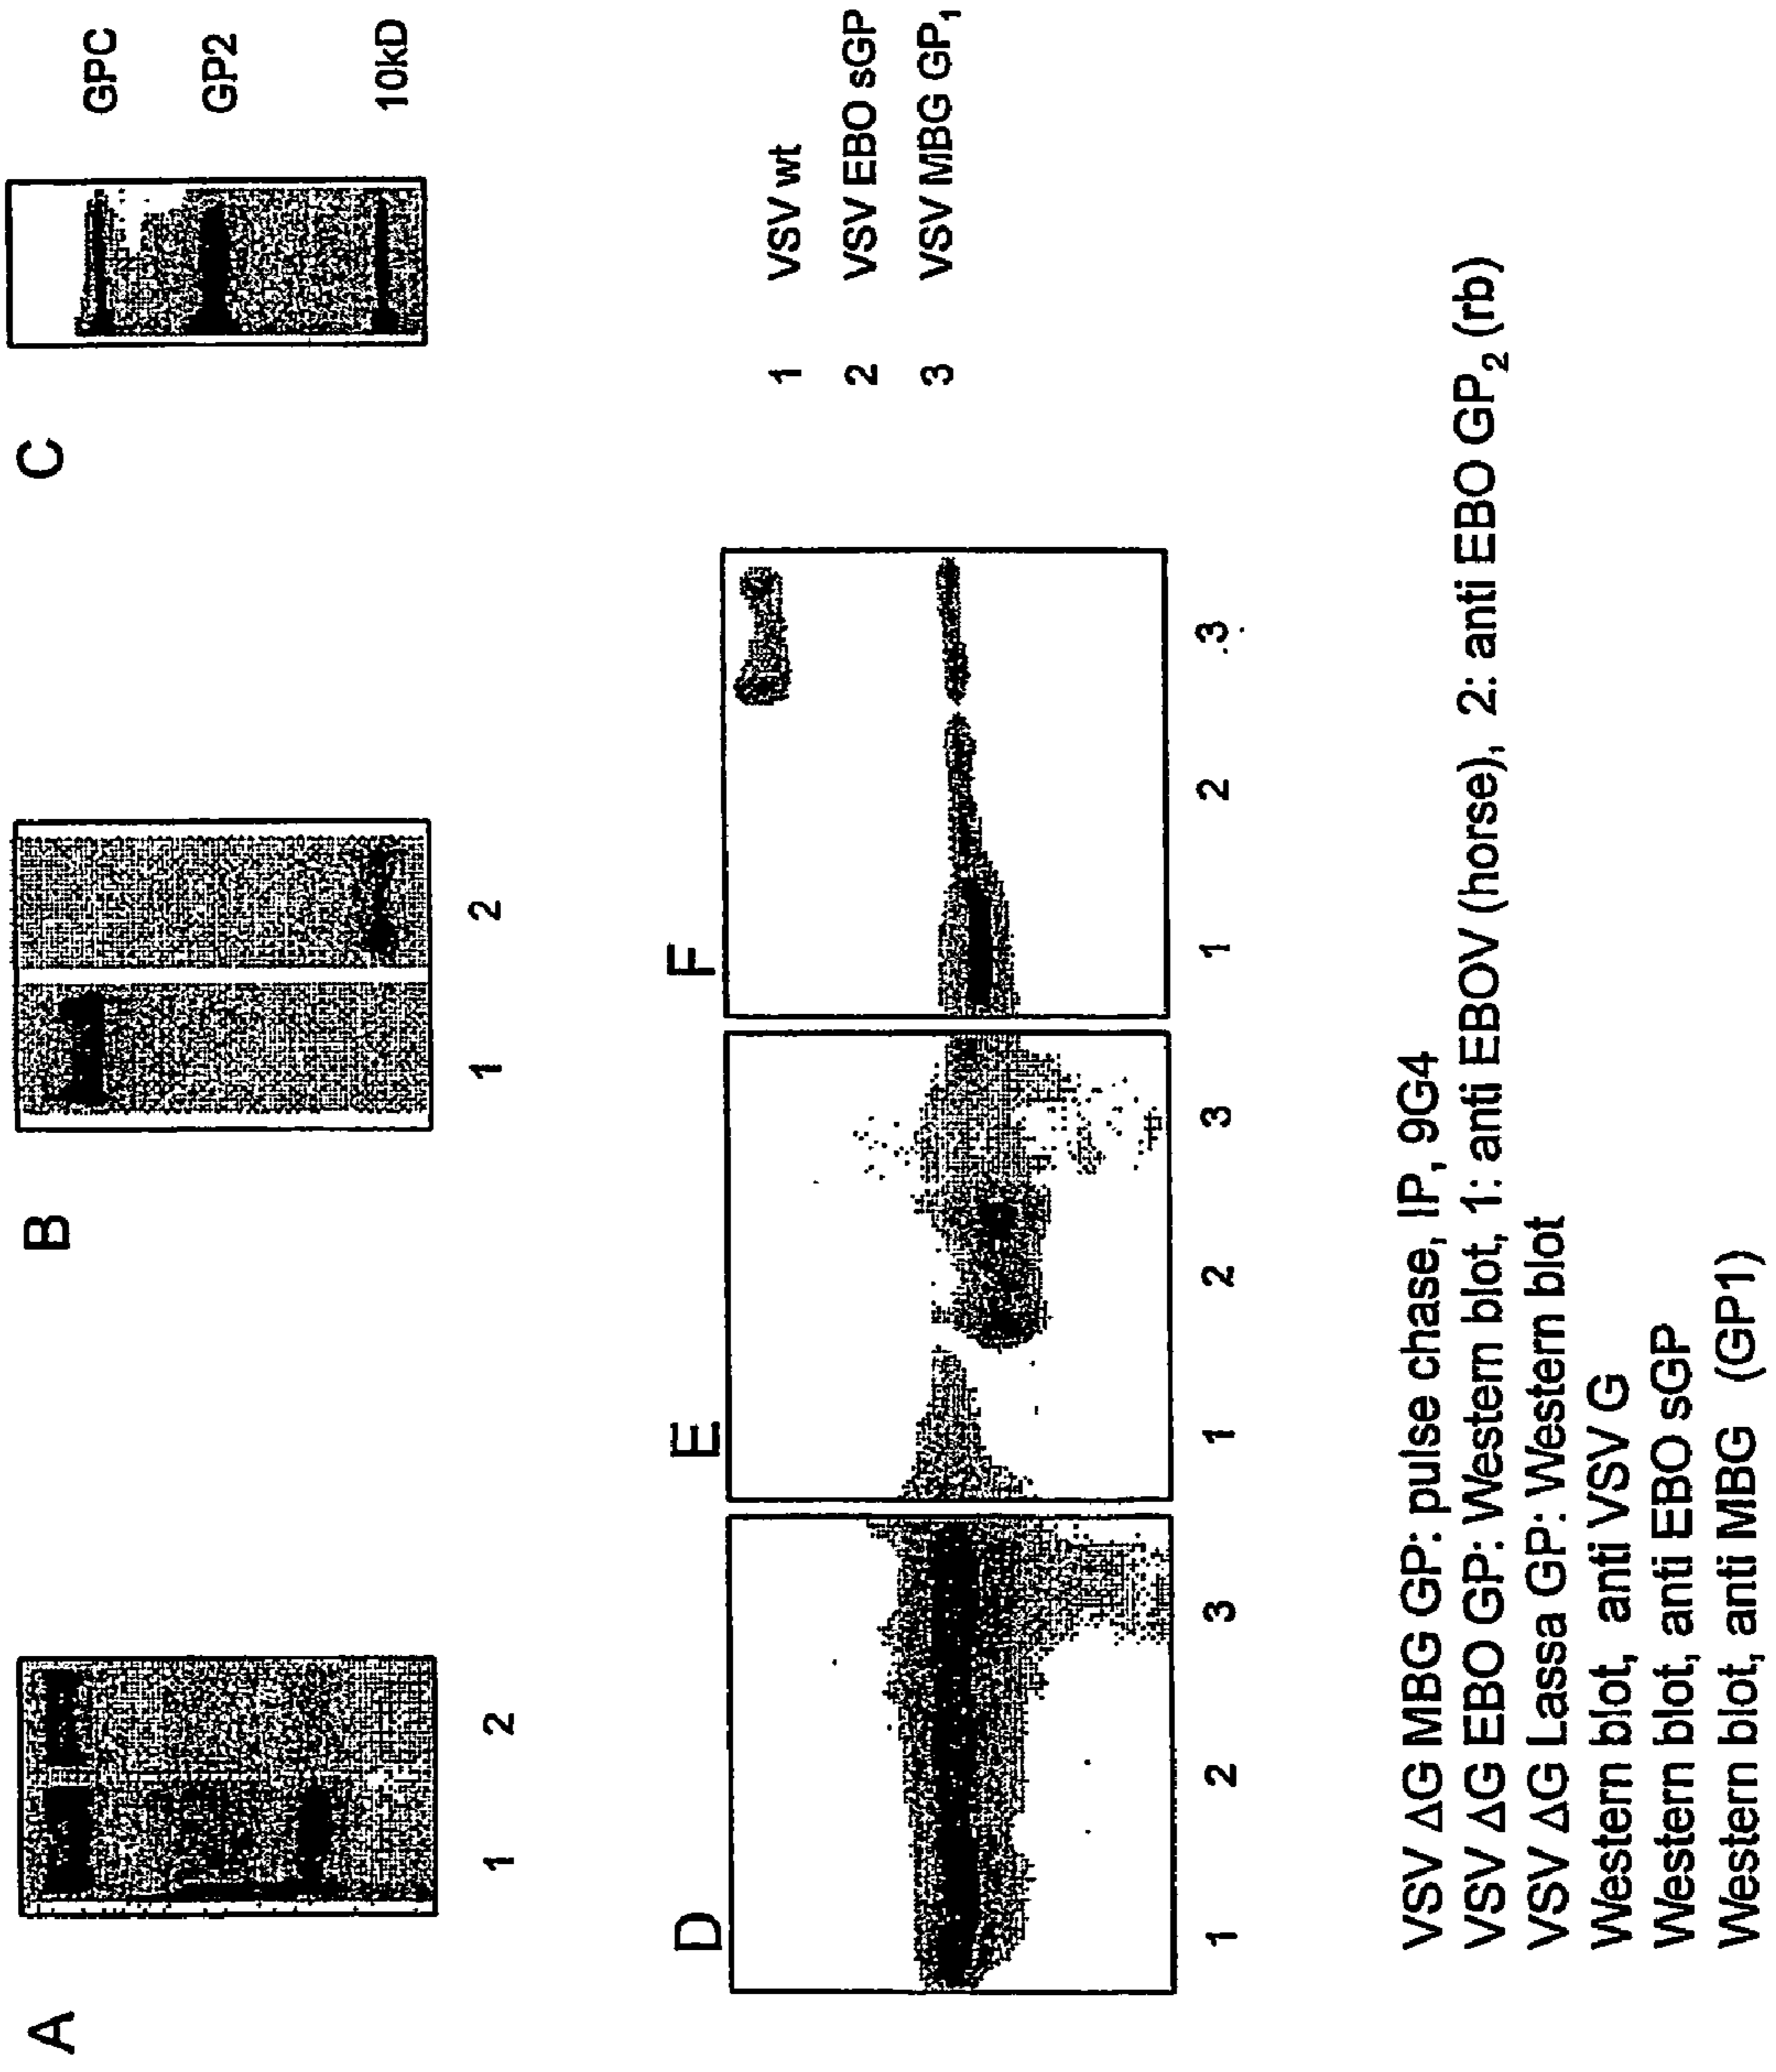 A
1 2
B
1 2
C
GPC
GP2
10kD
D
1 2 3
E
1 2 3
F
1 2 .3.
1 VSV wt
2 VSV EBO sGP
3 VSV MBG GP₁
VSV ΔG MBG GP: pulse chase, IP, 9G4
VSV ΔG EBO GP: Western blot, 1: anti EBOV (horse), 2: anti EBO GP₂ (rb)
VSV ΔG Lassa GP: Western blot
Western blot, anti VSV G
Western blot, anti EBO sGP
Western blot, anti MBG (GP1)